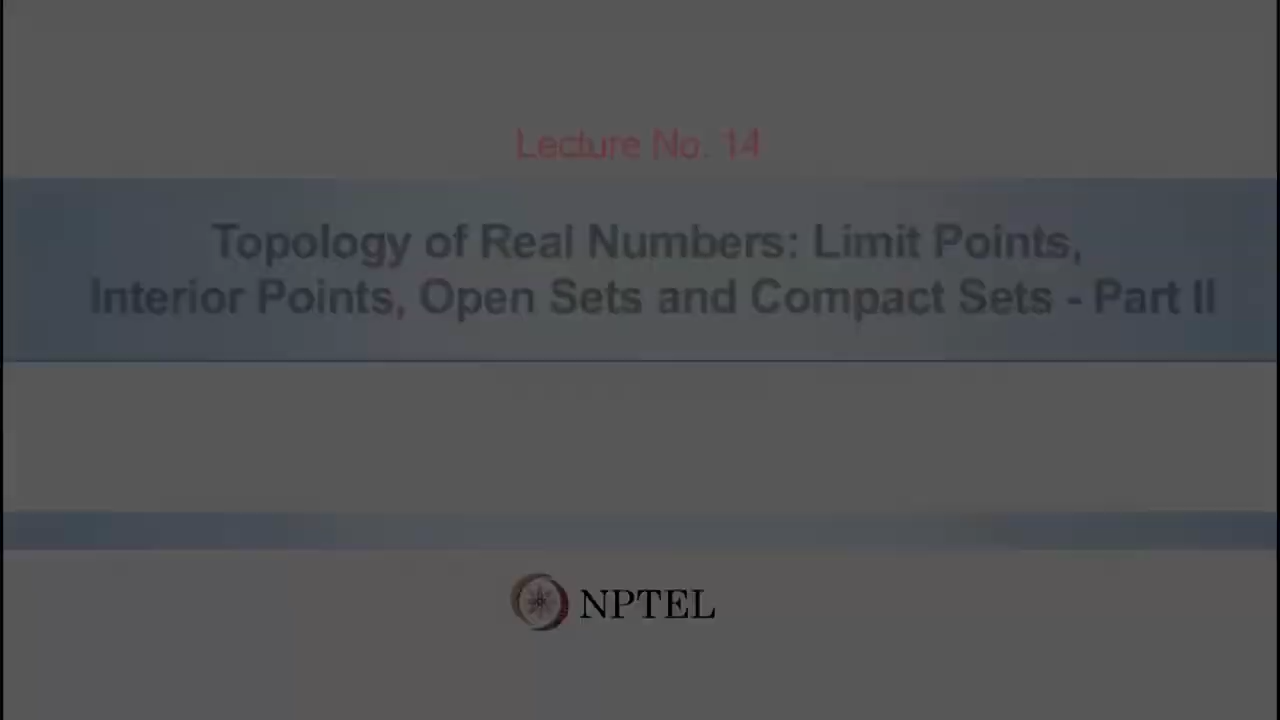 Lecture No. 14
Topology of Real Numbers: Limit Points,
Interior Points, Open Sets and Compact Sets - Part II
NPTEL